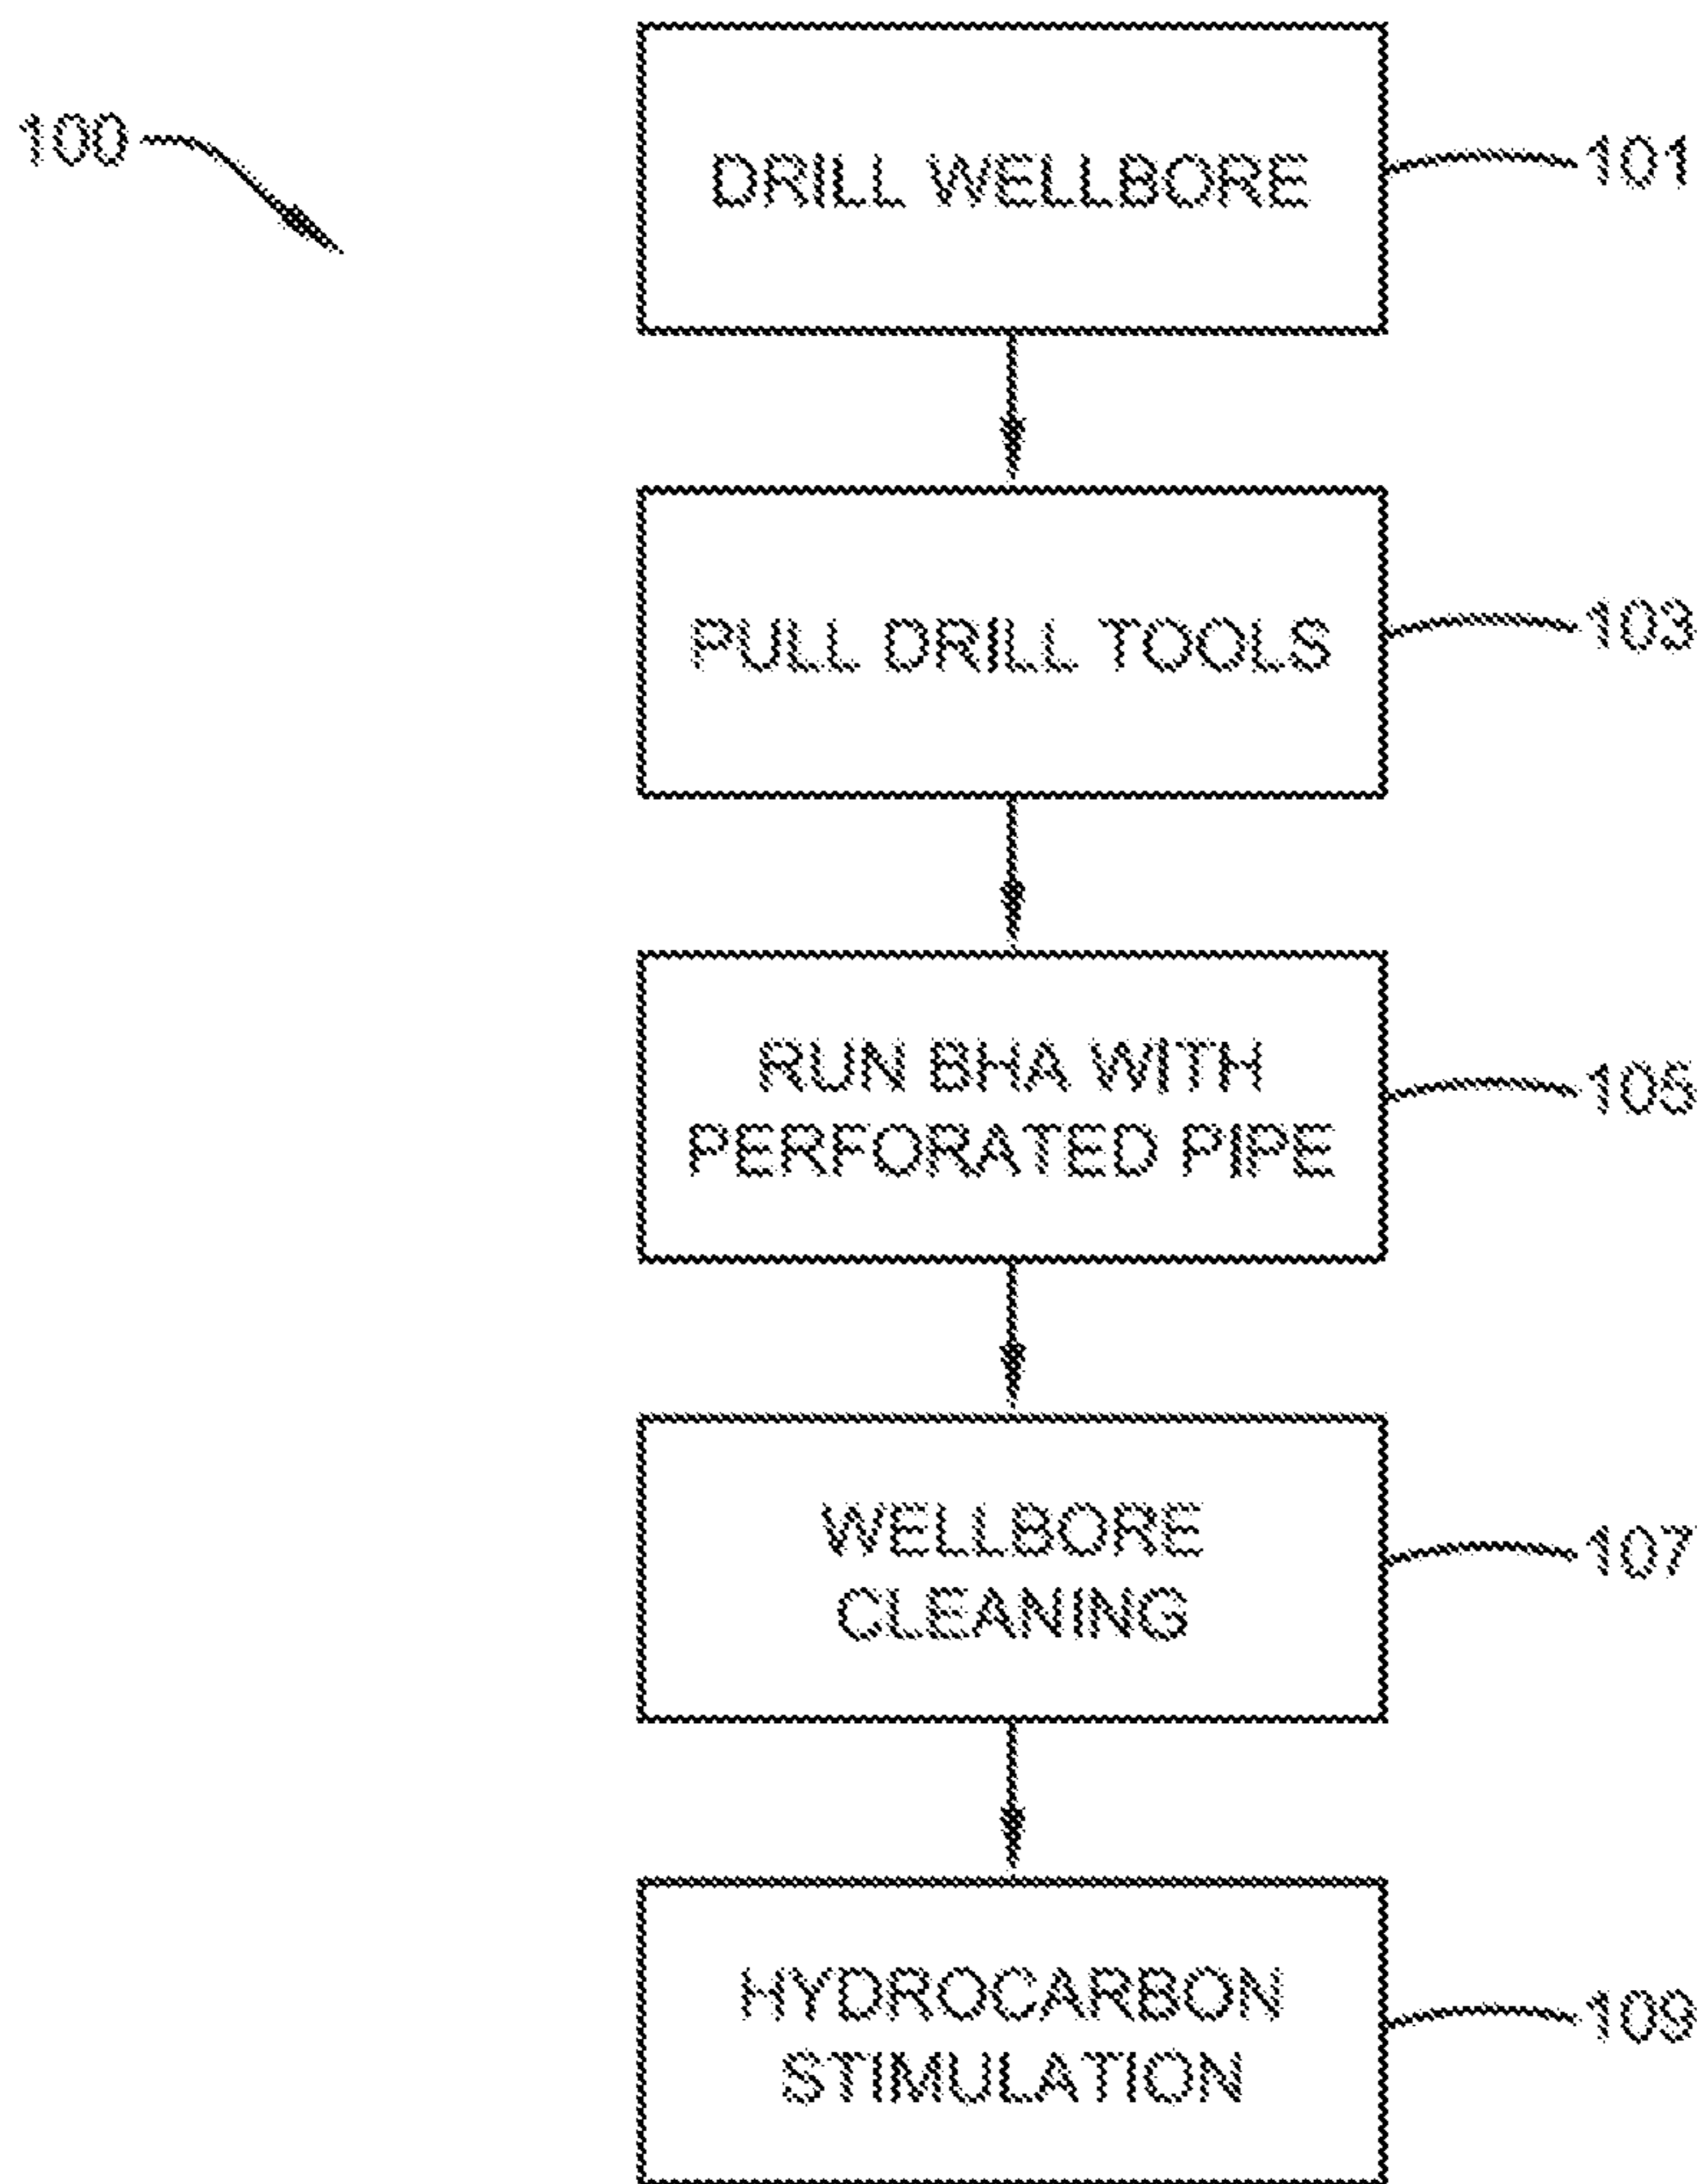 100
DRILL WELLBORE
101
PULL DRILL TOOLS
103
RUN BHA WITH
PERFORATED PIPE
105
WELLBORE
CLEANING
107
HYDROCARBON
STIMULATION
109